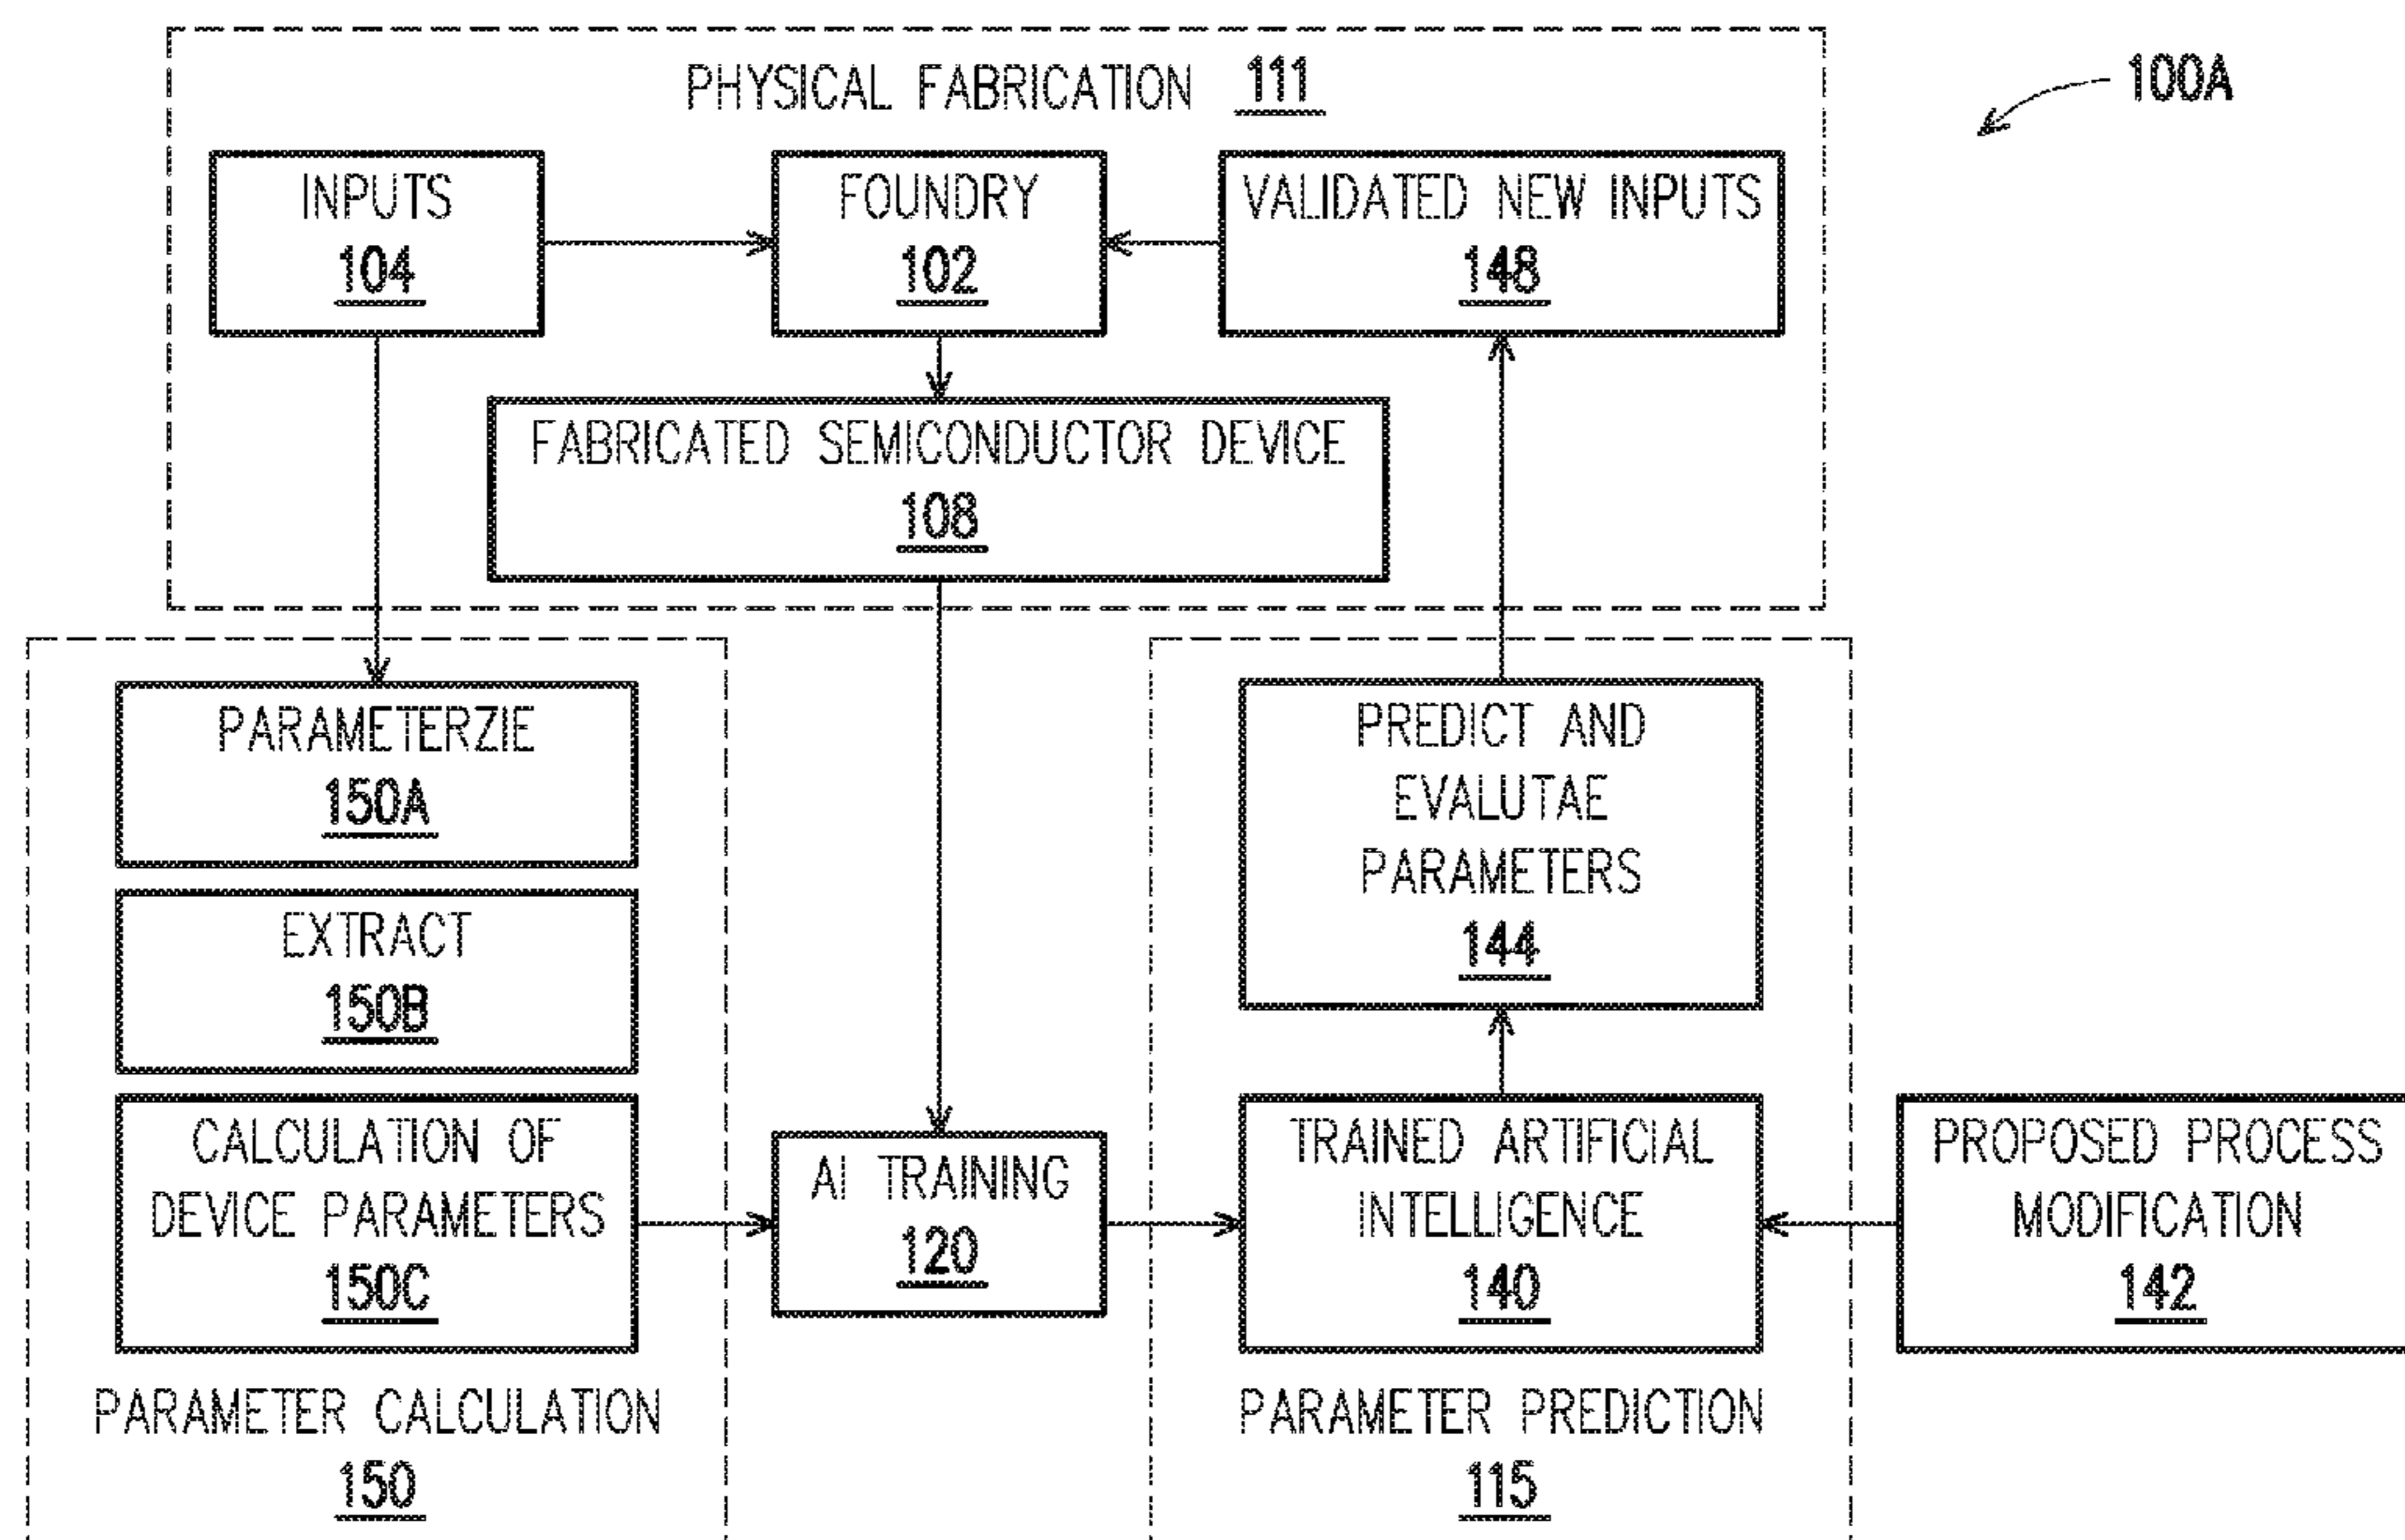 PHYSICAL FABRICATION 111
100A
INPUTS
104
FOUNDRY
102
VALIDATED NEW INPUTS
148
FABRICATED SEMICONDUCTOR DEVICE
108
PARAMETERZIE
150A
EXTRACT
150B
CALCULATION OF
DEVICE PARAMETERS
150C
PARAMETER CALCULATION
150
AI TRAINING
120
PREDICT AND
EVALUTAE
PARAMETERS
144
TRAINED ARTIFICIAL
INTELLIGENCE
140
PARAMETER PREDICTION
115
PROPOSED PROCESS
MODIFICATION
142